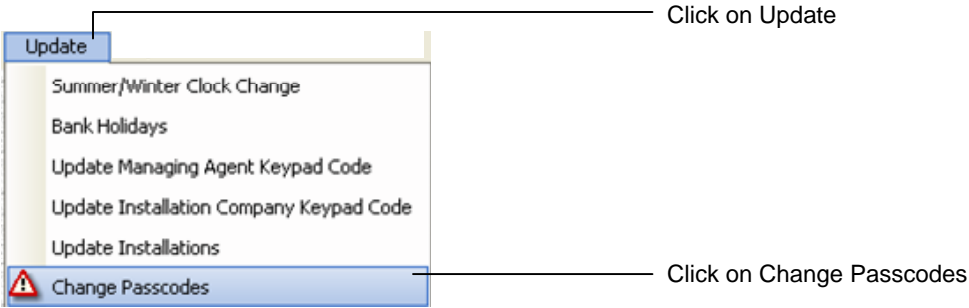 Click on Update
Update
Summer/Winter Clock Change
Bank Holidays
Update Managing Agent Keypad Code
Update Installation Company Keypad Code
Update Installations
Change Passcodes
Click on Change Passcodes